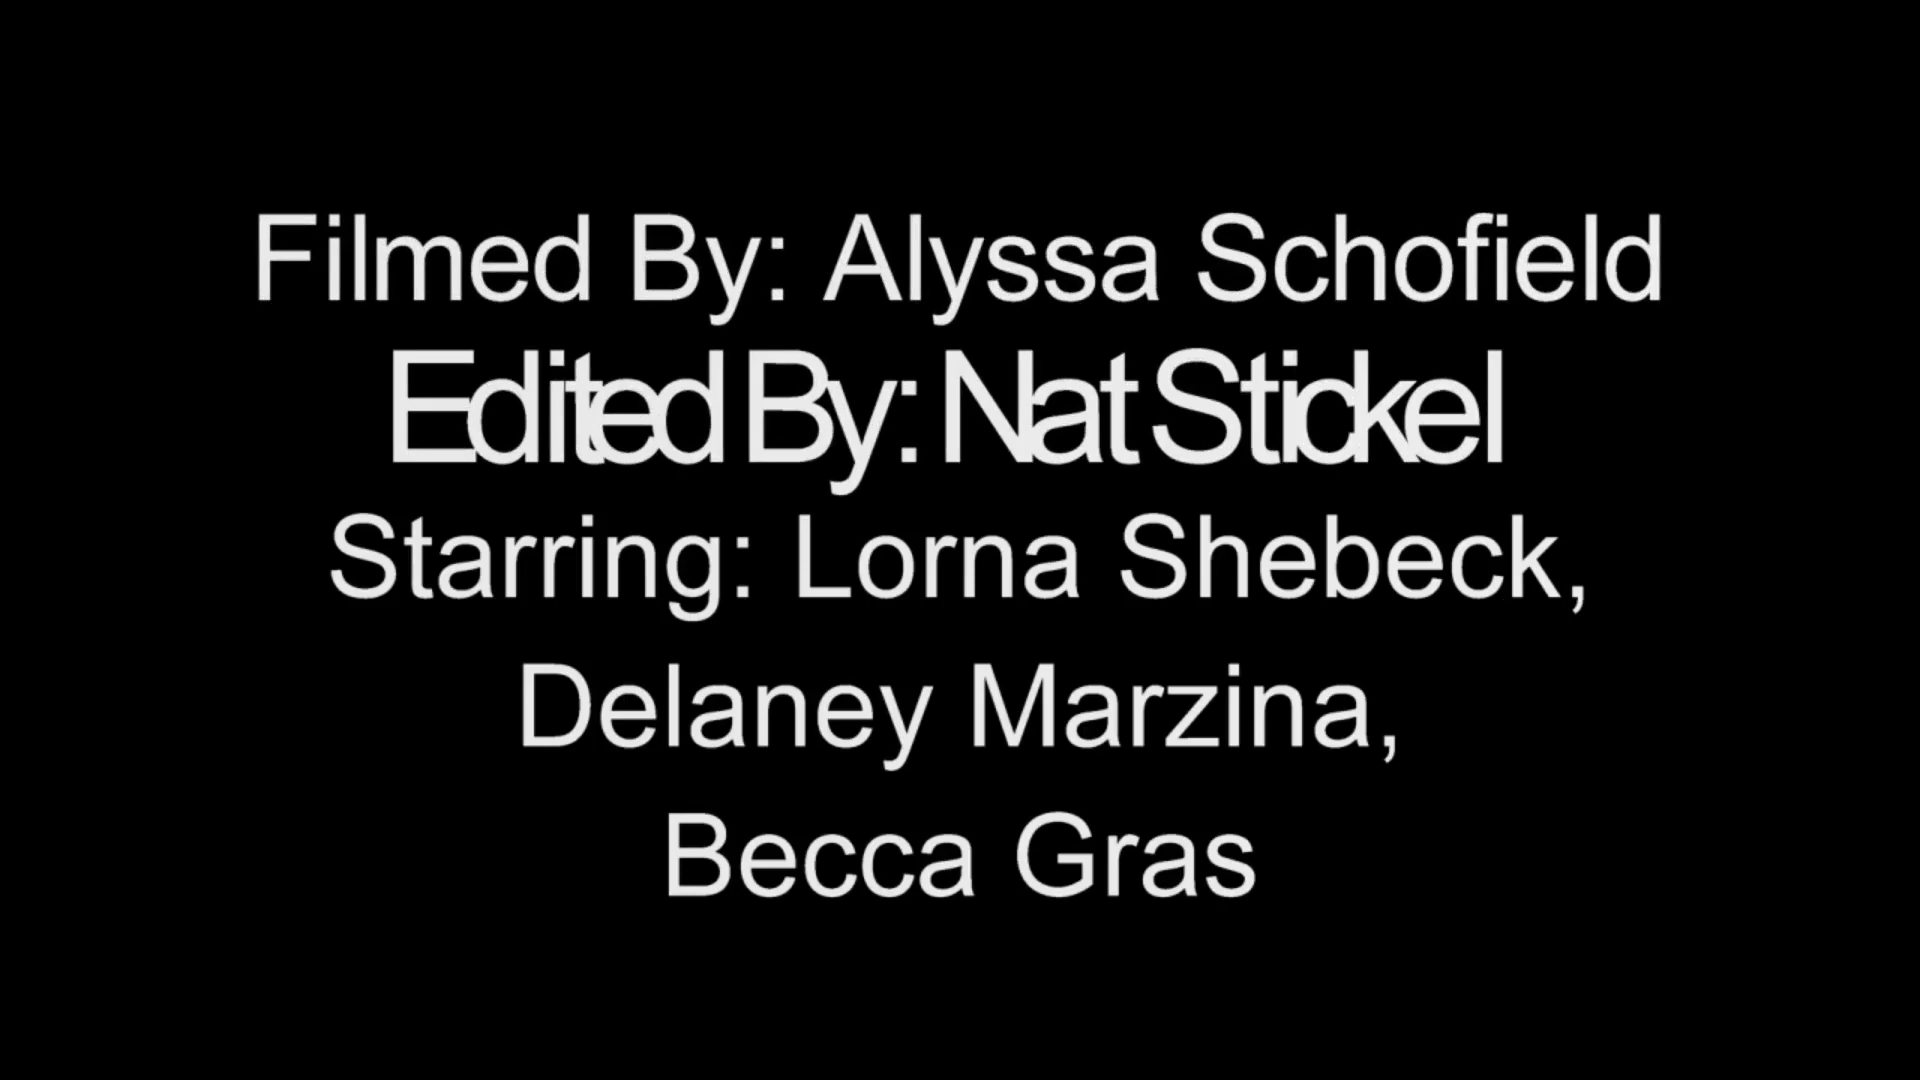 Filmed By: Alyssa Schofield
Edited By: Nat Stickel
Starring: Lorna Shebeck,
Delaney Marzina,
Becca Gras